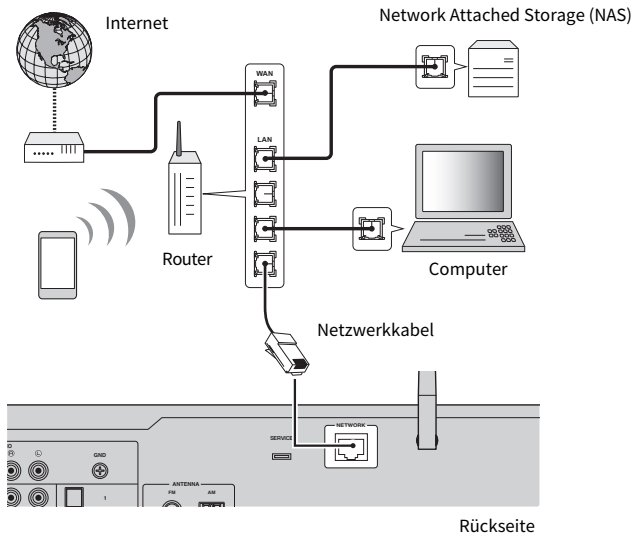 Internet
Network Attached Storage (NAS)
WAN
LAN
Router
Computer
Netzwerkkabel
SERVICE
NETWORK
GND
R
L
ANTENNA
FM
AM
1
Rückseite